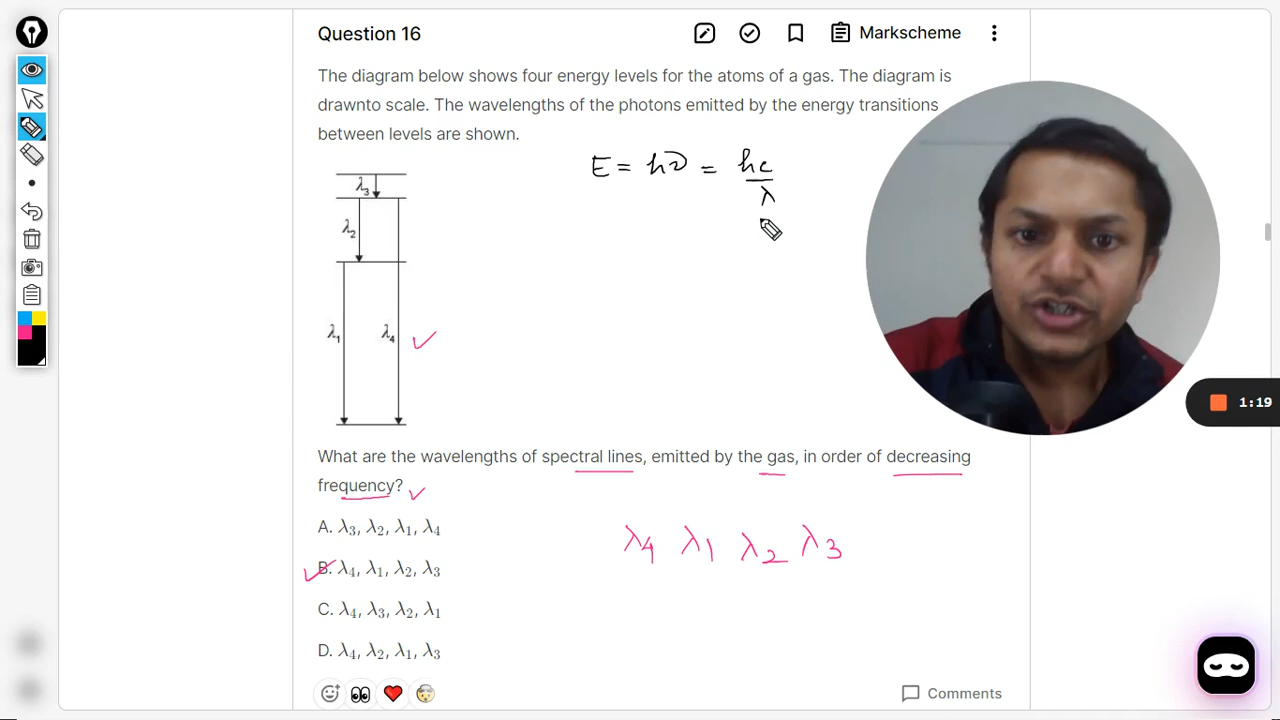 Question 16
Markscheme
The diagram below shows four energy levels for the atoms of a gas. The diagram is
drawnto scale. The wavelengths of the photons emitted by the energy transitions
between levels are shown.
E = hν = hc/λ
λ₃
λ₂
λ₁ λ₄
1:19
What are the wavelengths of spectral lines, emitted by the gas, in order of decreasing
frequency?
A. λ₃, λ₂, λ₁, λ₄
B. λ₄, λ₁, λ₂, λ₃
λ₄ λ₁ λ₂ λ₃
C. λ₄, λ₃, λ₂, λ₁
D. λ₄, λ₂, λ₁, λ₃
Comments